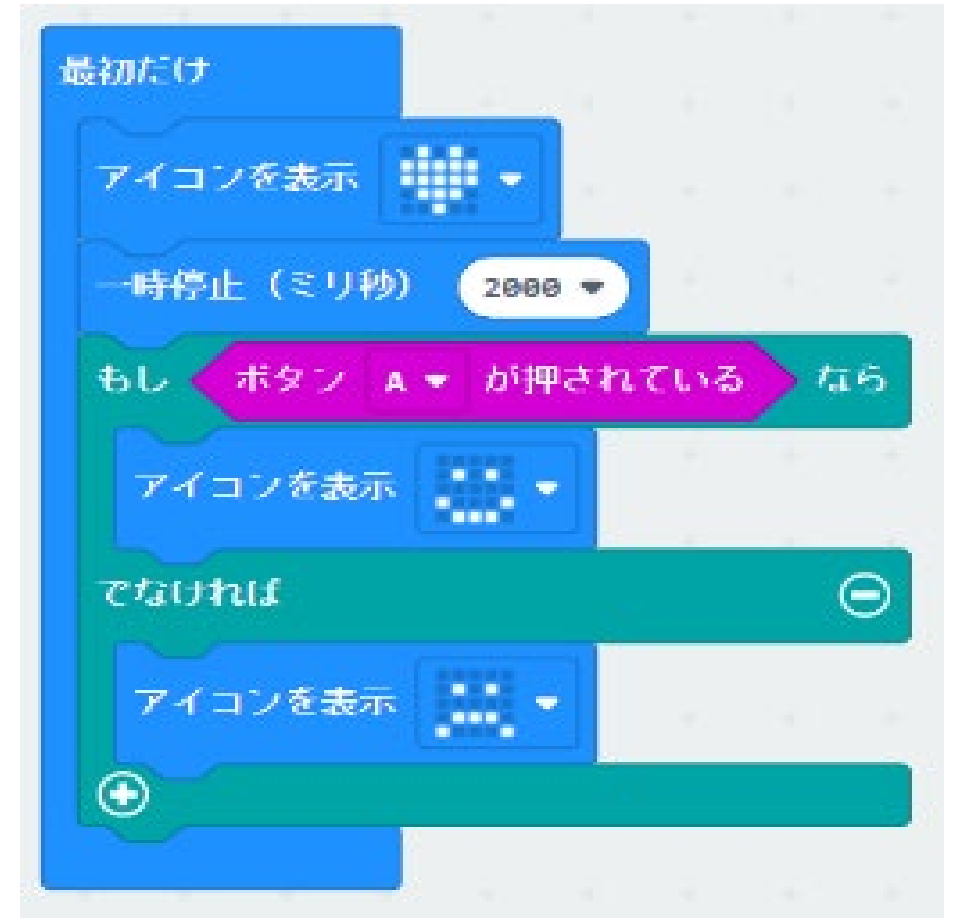 最初だけ
アイコンを表示
一時停止（ミリ秒） 2000
もし ボタン A が押されている なら
アイコンを表示
でなければ
アイコンを表示